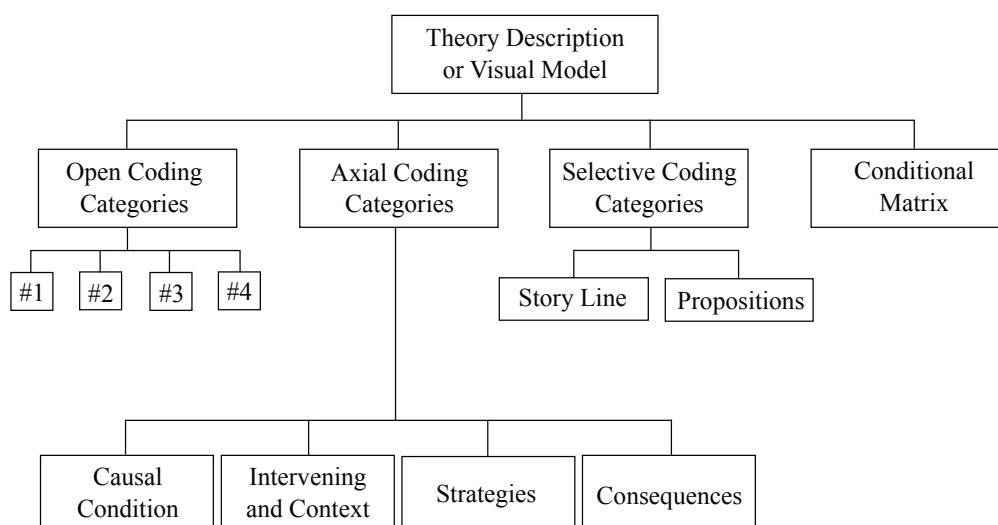 Theory Description
or Visual Model
Open Coding
Categories
Axial Coding
Categories
Selective Coding
Categories
Conditional
Matrix
#1
#2
#3
#4
Story Line
Propositions
Causal
Condition
Intervening
and Context
Strategies
Consequences